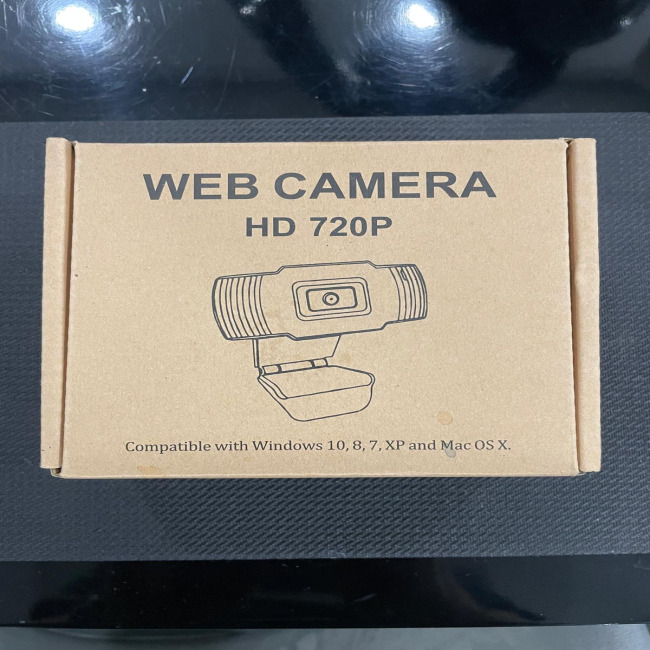 WEB CAMERA
HD 720P
Compatible with Windows 10, 8, 7, XP and Mac OS X.